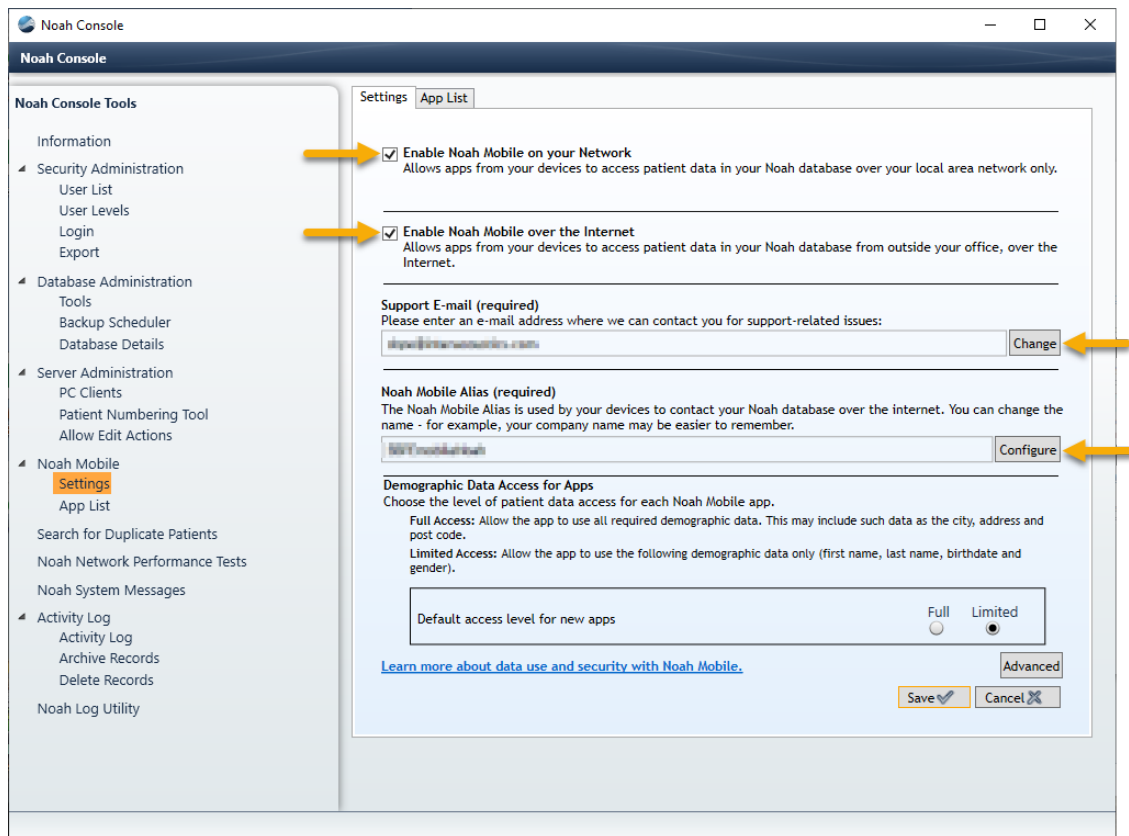 Noah Console
Noah Console
Noah Console Tools
Information
Security Administration
User List
User Levels
Login
Export
Database Administration
Tools
Backup Scheduler
Database Details
Server Administration
PC Clients
Patient Numbering Tool
Allow Edit Actions
Noah Mobile
Settings
App List
Search for Duplicate Patients
Noah Network Performance Tests
Noah System Messages
Activity Log
Activity Log
Archive Records
Delete Records
Noah Log Utility
Settings App List
Enable Noah Mobile on your Network
Allows apps from your devices to access patient data in your Noah database over your local area network only.
Enable Noah Mobile over the Internet
Allows apps from your devices to access patient data in your Noah database from outside your office, over the
Internet.
Support E-mail (required)
Please enter an e-mail address where we can contact you for support-related issues:
Change
Noah Mobile Alias (required)
The Noah Mobile Alias is used by your devices to contact your Noah database over the internet. You can change the
name - for example, your company name may be easier to remember.
Configure
Demographic Data Access for Apps
Choose the level of patient data access for each Noah Mobile app.
Full Access: Allow the app to use all required demographic data. This may include such data as the city, address and
post code.
Limited Access: Allow the app to use the following demographic data only (first name, last name, birthdate and
gender).
Default access level for new apps Full Limited
Learn more about data use and security with Noah Mobile.
Advanced
Save Cancel